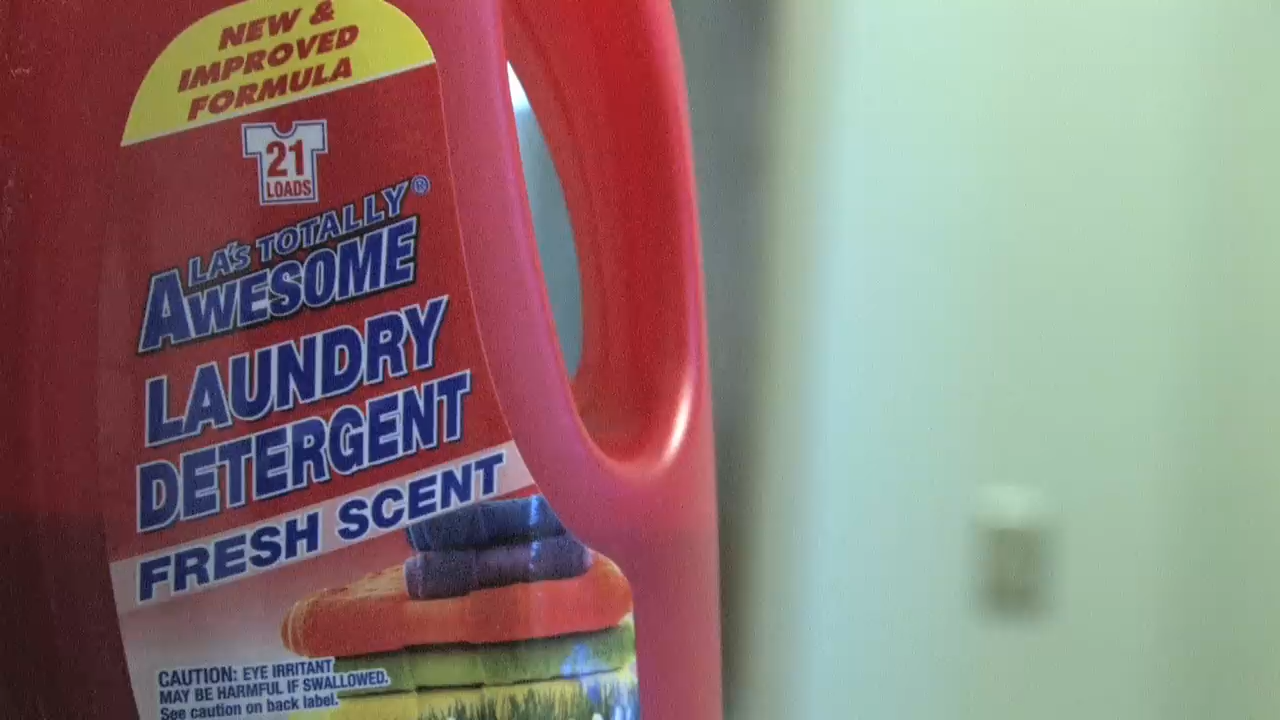 NEW &
IMPROVED
FORMULA
21
LOADS
LA's TOTALLY®
AWESOME
LAUNDRY
DETERGENT
FRESH SCENT
CAUTION: EYE IRRITANT
MAY BE HARMFUL IF SWALLOWED.
See caution on back label.